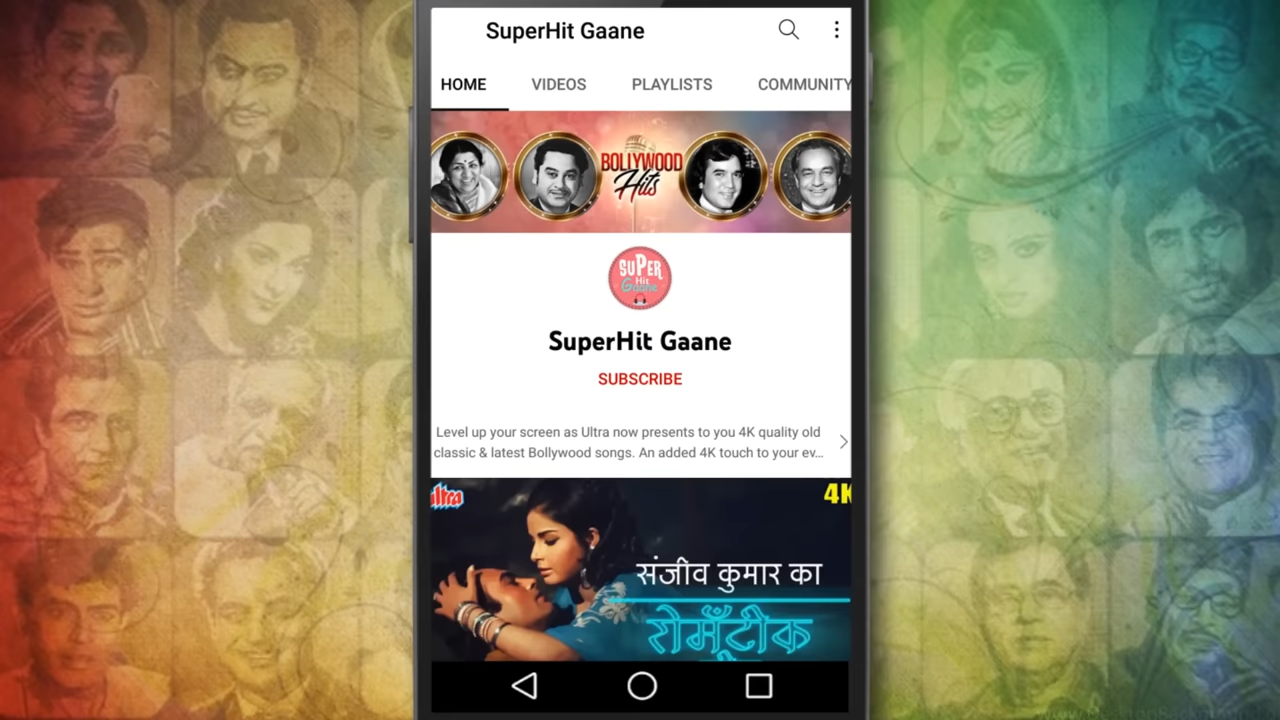 SuperHit Gaane
HOME VIDEOS PLAYLISTS COMMUNITY
BOLLYWOOD
Hits
SUPER
Hit
Gaane
SuperHit Gaane
SUBSCRIBE
Level up your screen as Ultra now presents to you 4K quality old
classic & latest Bollywood songs. An added 4K touch to your ev...
ultra 4K
संजीव कुमार का
रोमँटीक